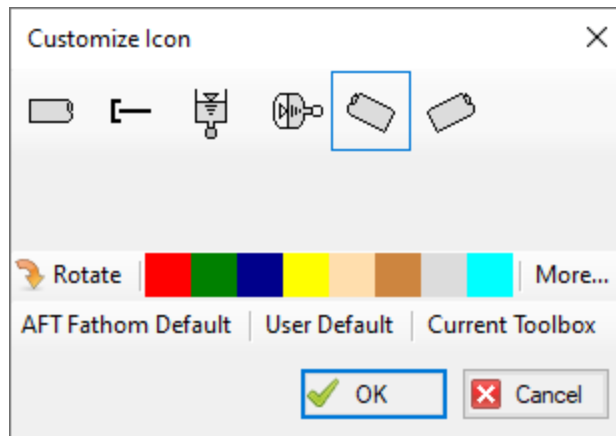 Customize Icon
Rotate More...
AFT Fathom Default User Default Current Toolbox
OK Cancel